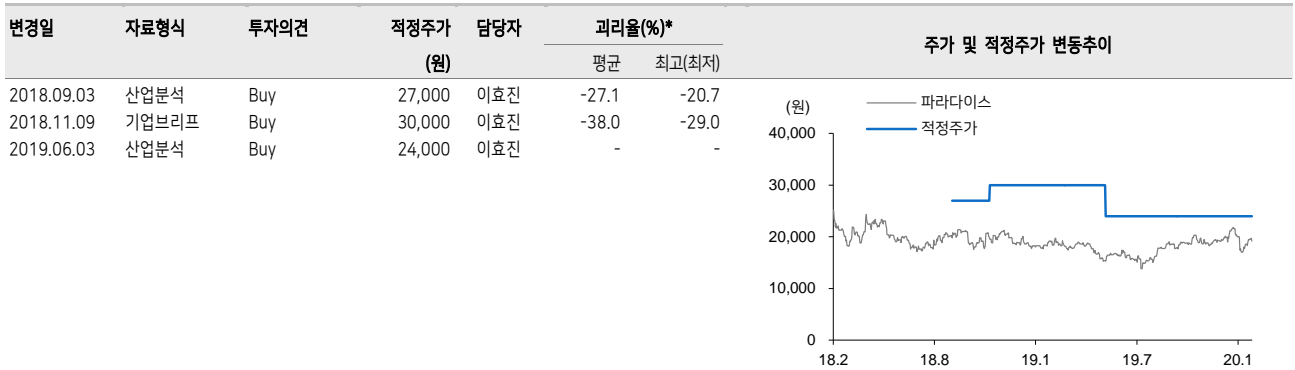 변경일 자료형식 투자의견 적정주가 담당자 괴리율(%)* 주가 및 적정주가 변동추이
(원) 평균 최고(최저)
2018.09.03 산업분석 Buy 27,000 이효진 -27.1 -20.7
2018.11.09 기업브리프 Buy 30,000 이효진 -38.0 -29.0
2019.06.03 산업분석 Buy 24,000 이효진 - -
(원)
파라다이스
적정주가
40,000
30,000
20,000
10,000
0
18.2 18.8 19.1 19.7 20.1